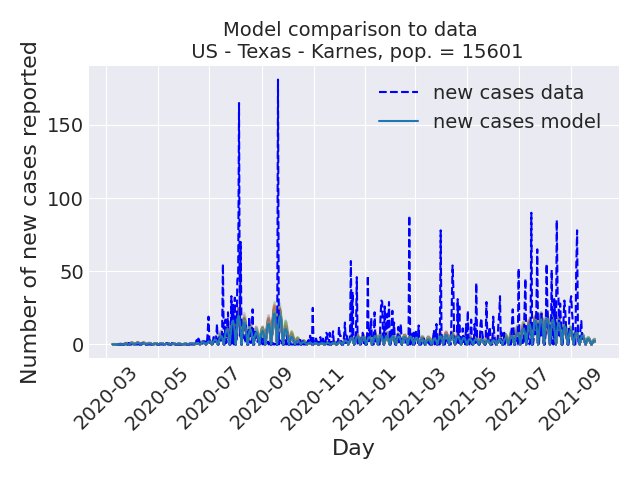 Model comparison to data
US - Texas - Karnes, pop. = 15601
Number of new cases reported
150
100
50
0
new cases data
new cases model
2020-03
2020-05
2020-07
2020-09
2020-11
2021-01
2021-03
2021-05
2021-07
2021-09
Day